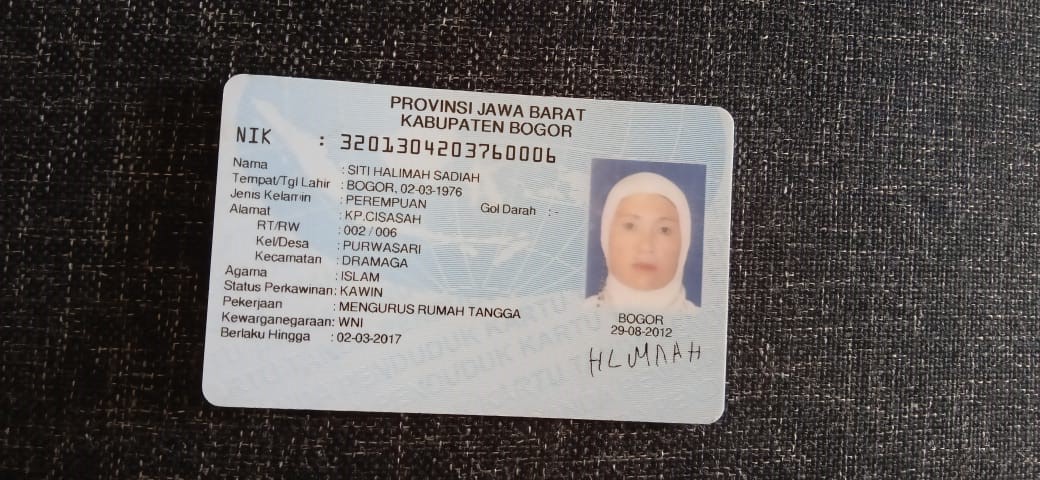 PROVINSI JAWA BARAT
KABUPATEN BOGOR
NIK : 3201304203760006
Nama : SITI HALIMAH SADIAH
Tempat/Tgl Lahir : BOGOR, 02-03-1976
Jenis Kelamin : PEREMPUAN Gol Darah : -
Alamat : KP.CISASAH
RT/RW : 002 / 006
Kel/Desa : PURWASARI
Kecamatan : DRAMAGA
Agama : ISLAM
Status Perkawinan: KAWIN
Pekerjaan : MENGURUS RUMAH TANGGA
Kewarganegaraan: WNI
Berlaku Hingga : 02-03-2017
BOGOR
29-08-2012